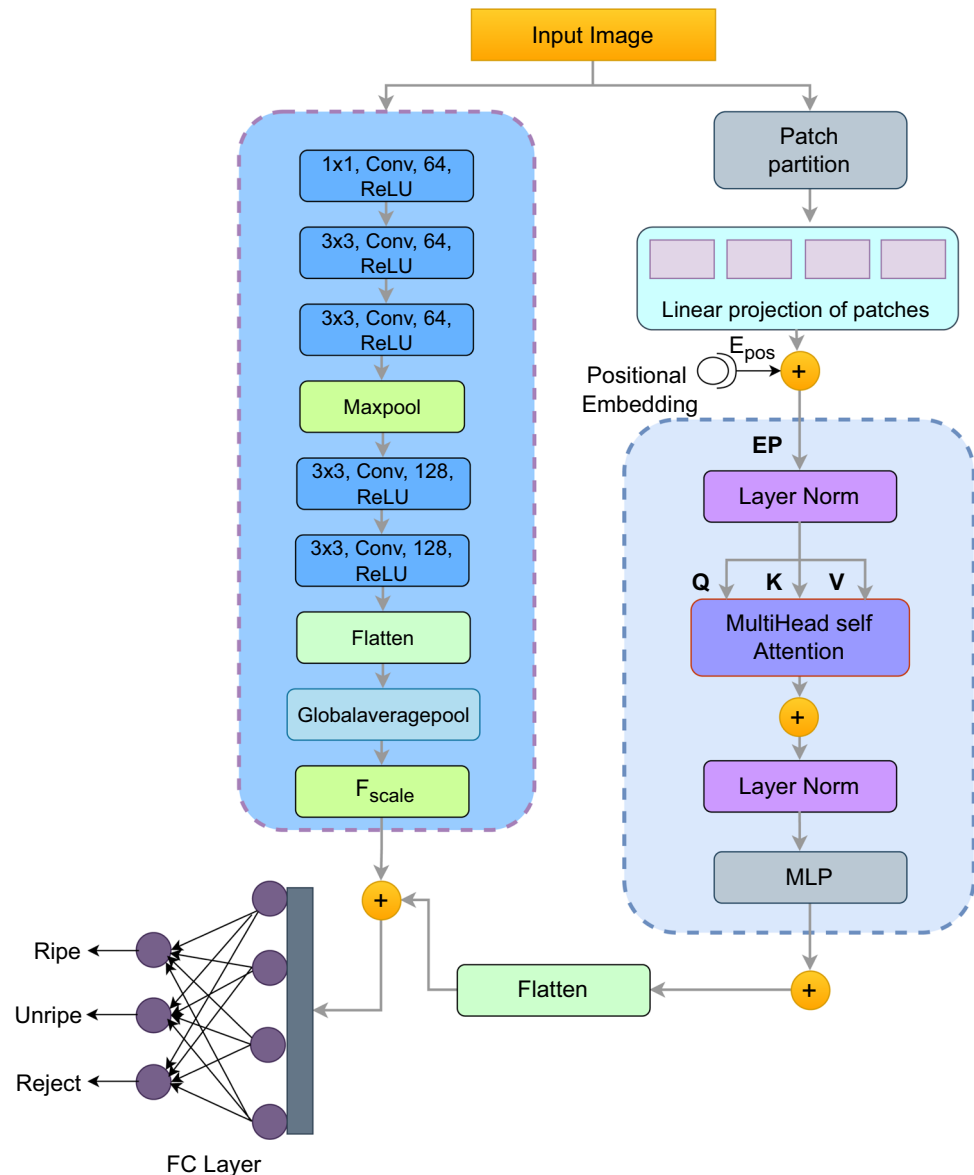 Input Image
1x1, Conv, 64,
ReLU
3x3, Conv, 64,
ReLU
3x3, Conv, 64,
ReLU
Maxpool
3x3, Conv, 128,
ReLU
3x3, Conv, 128,
ReLU
Flatten
Globalaveragepool
Fscale
Patch
partition
Linear projection of patches
Epos
+
Positional
Embedding
EP
Layer Norm
Q K V
MultiHead self
Attention
+
Layer Norm
MLP
+
Flatten
+
Ripe
Unripe
Reject
FC Layer